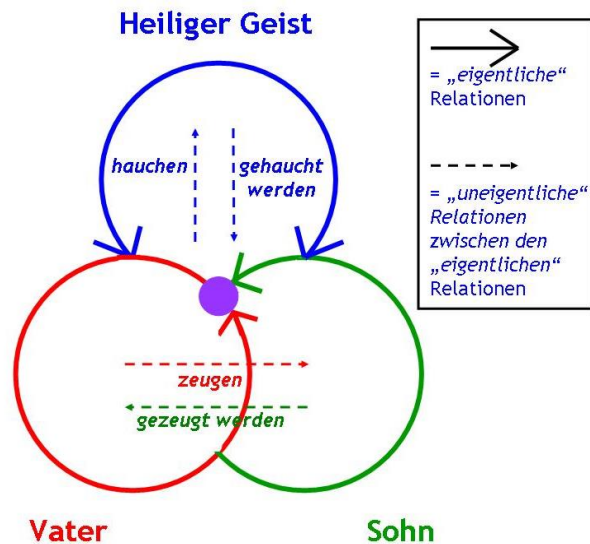 Heiliger Geist
hauchen
gehaucht
werden
zeugen
gezeugt werden
Vater
Sohn
= „eigentliche“
Relationen
= „uneigentliche“
Relationen
zwischen den
„eigentlichen“
Relationen